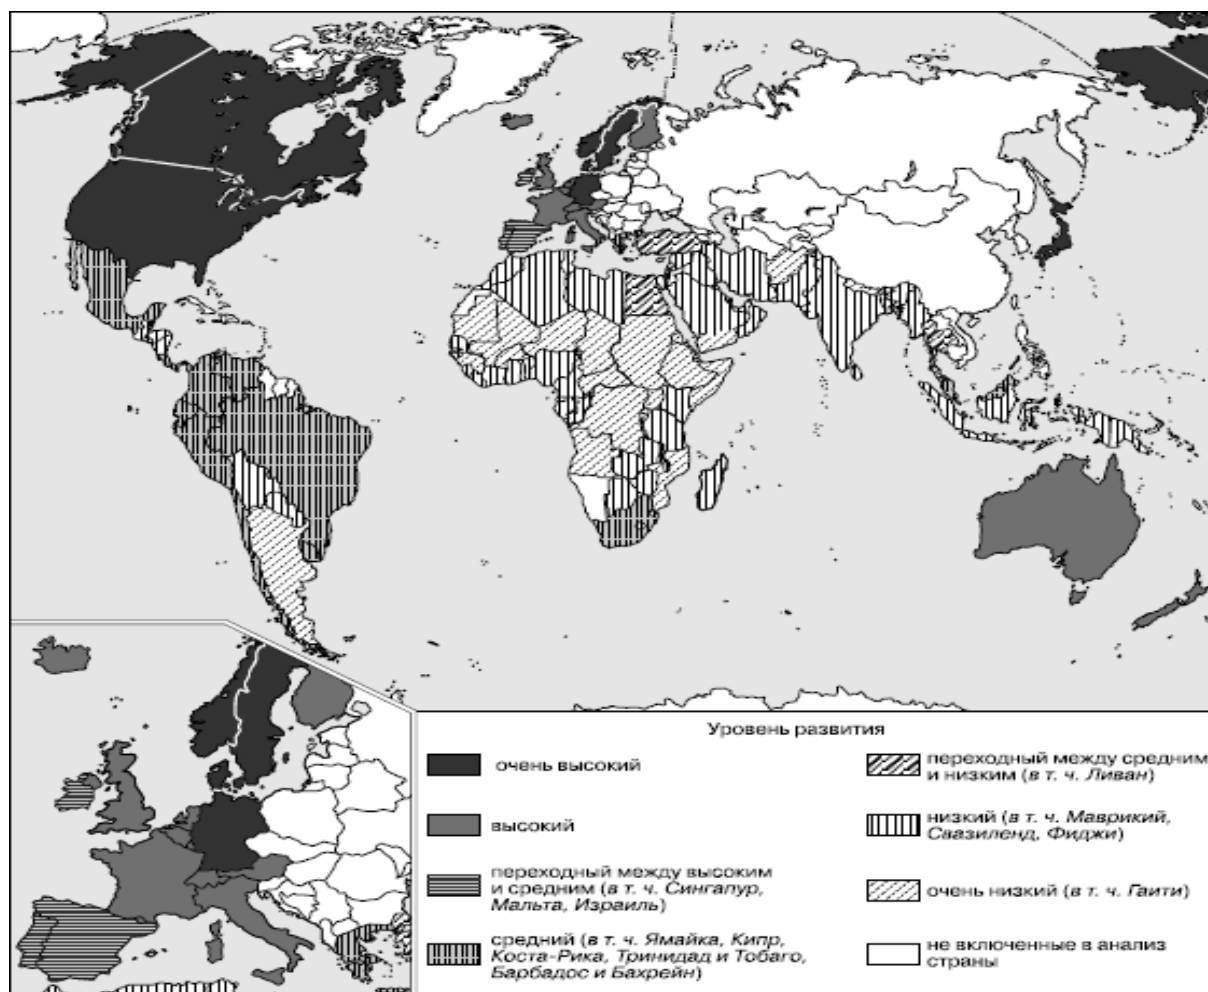 Уровень развития
очень высокий
высокий
переходный между высоким
и средним (в т. ч. Сингапур,
Мальта, Израиль)
средний (в т. ч. Ямайка, Кипр,
Коста-Рика, Тринидад и Тобаго,
Барбадос и Бахрейн)
переходный между средним
и низким (в т. ч. Ливан)
низкий (в т. ч. Маврикий,
Свазиленд, Фиджи)
очень низкий (в т. ч. Гаити)
не включенные в анализ
страны